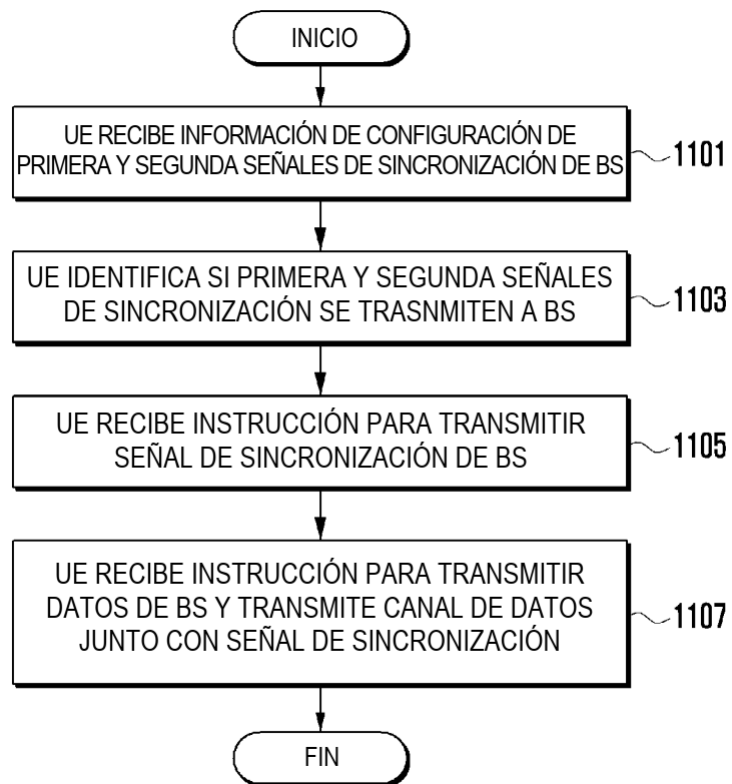 INICIO
UE RECIBE INFORMACIÓN DE CONFIGURACIÓN DE
PRIMERA Y SEGUNDA SEÑALES DE SINCRONIZACIÓN DE BS
1101
UE IDENTIFICA SI PRIMERA Y SEGUNDA SEÑALES
DE SINCRONIZACIÓN SE TRASNMITEN A BS
1103
UE RECIBE INSTRUCCIÓN PARA TRANSMITIR
SEÑAL DE SINCRONIZACIÓN DE BS
1105
UE RECIBE INSTRUCCIÓN PARA TRANSMITIR
DATOS DE BS Y TRANSMITE CANAL DE DATOS
JUNTO CON SEÑAL DE SINCRONIZACIÓN
1107
FIN